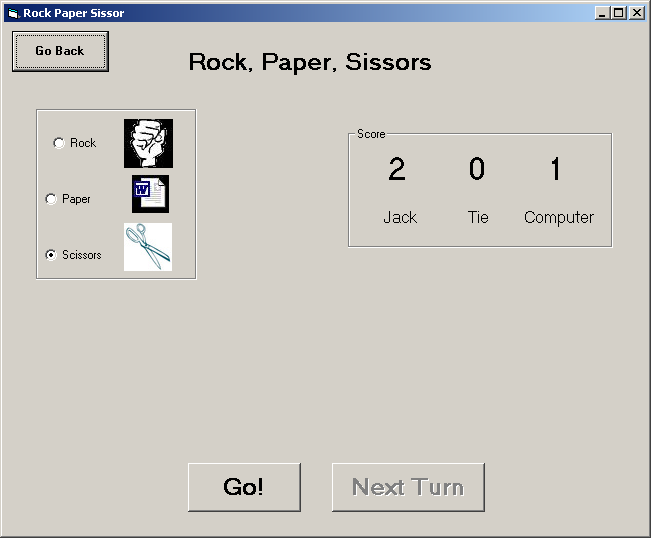 Rock Paper Sissor
Go Back
Rock, Paper, Sissors
Rock
Paper
W
Scissors
Score
2 0 1
Jack Tie Computer
Go! Next Turn